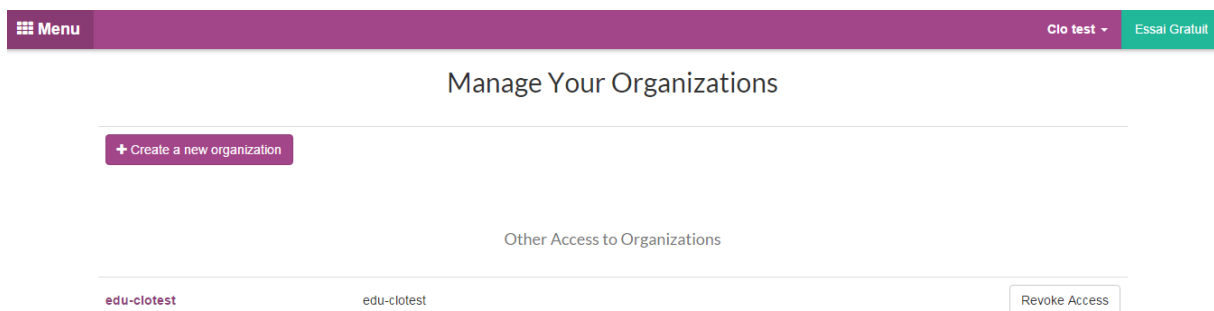 Menu
Clo test
Essai Gratuit
Manage Your Organizations
+ Create a new organization
Other Access to Organizations
edu-clotest edu-clotest Revoke Access